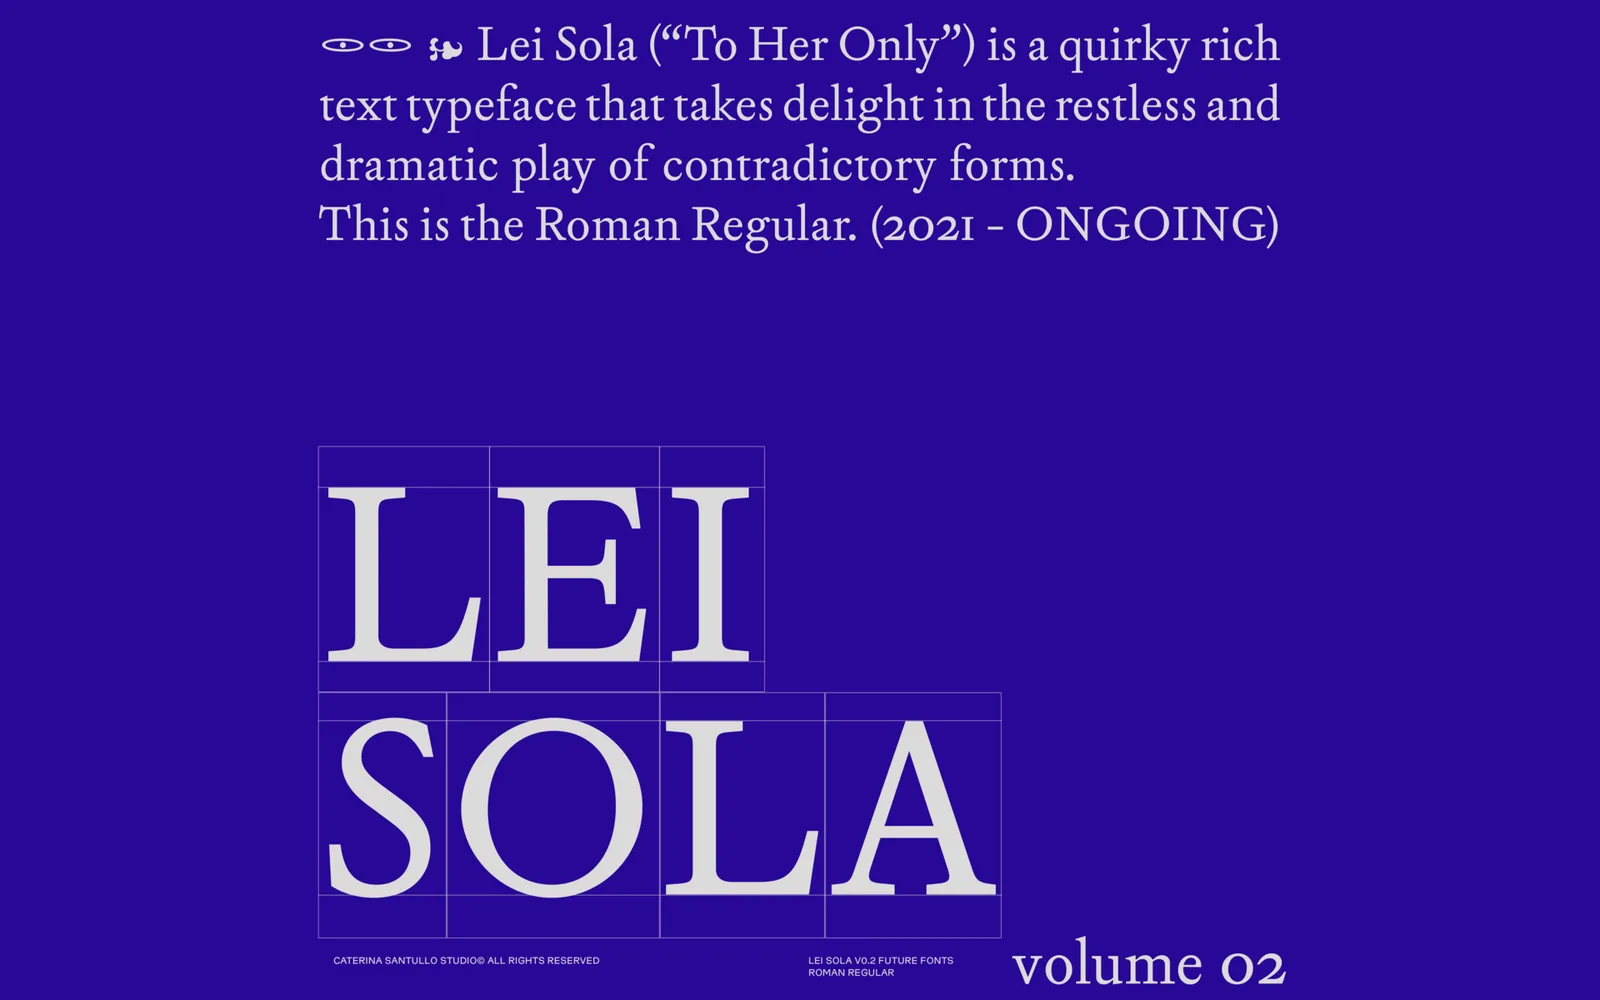 Lei Sola (“To Her Only”) is a quirky rich
text typeface that takes delight in the restless and
dramatic play of contradictory forms.
This is the Roman Regular. (2021 – ONGOING)
LEI
SOLA
CATERINA SANTULLO STUDIO© ALL RIGHTS RESERVED
LEI SOLA V0.2 FUTURE FONTS
ROMAN REGULAR
volume 02